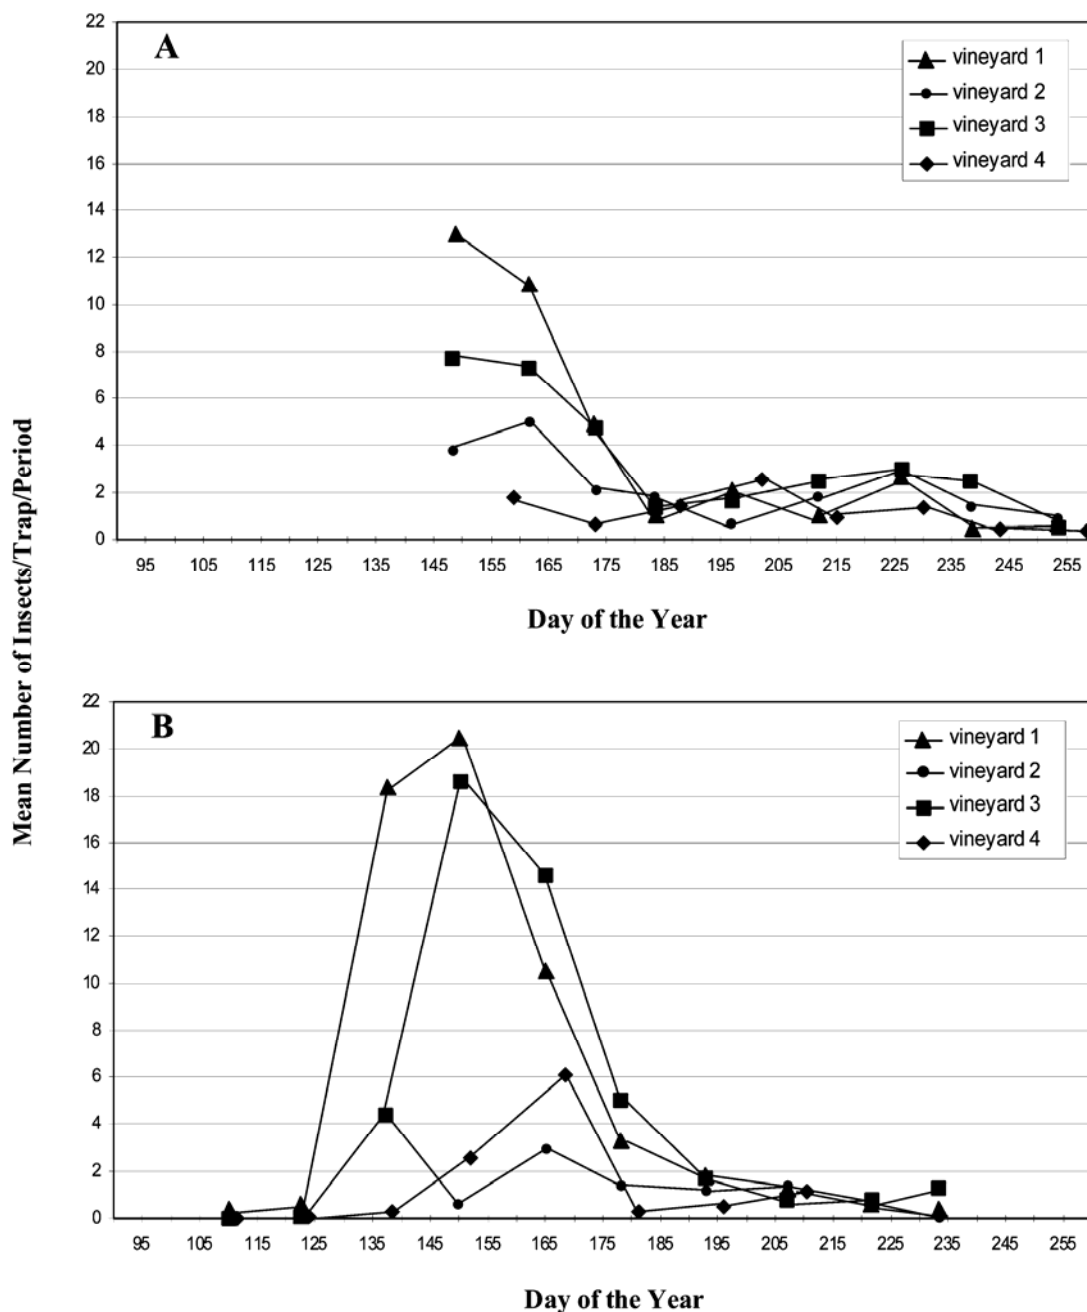 Mean Number of Insects/Trap/Period
A
22
20
18
16
14
12
10
8
6
4
2
0
vineyard 1
vineyard 2
vineyard 3
vineyard 4
95 105 115 125 135 145 155 165 175 185 195 205 215 225 235 245 255
Day of the Year
B
22
20
18
16
14
12
10
8
6
4
2
0
vineyard 1
vineyard 2
vineyard 3
vineyard 4
95 105 115 125 135 145 155 165 175 185 195 205 215 225 235 245 255
Day of the Year